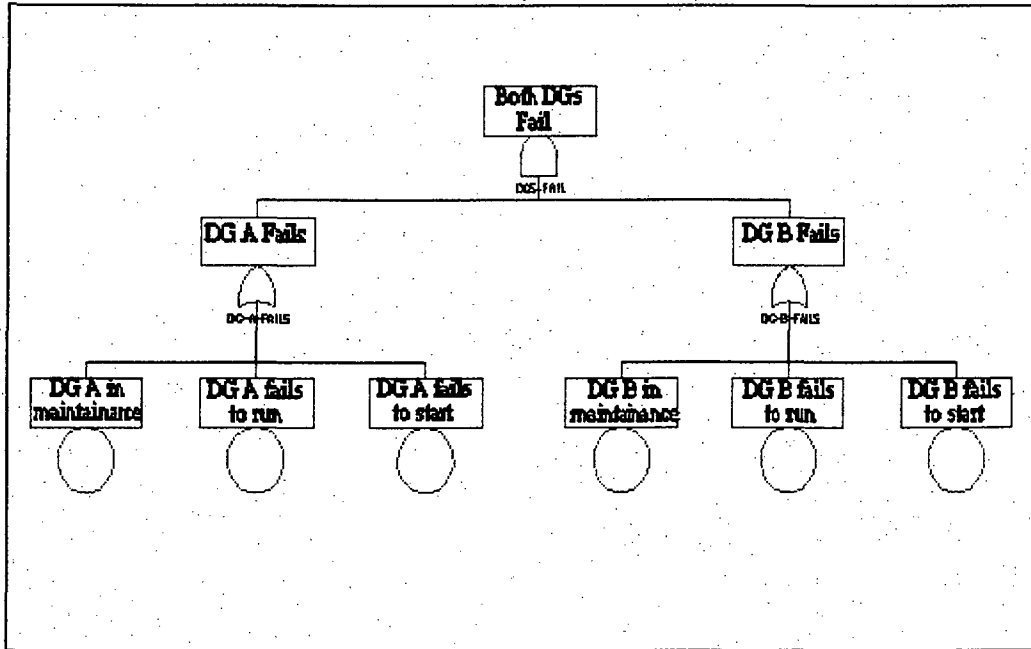 Both DGs
Fail
DGS-FAIL
DG A Fails
DG B Fails
DG-A-FAILS
DG-B-FAILS
DG A in
maintainance
DG A fails
to run
DG A fails
to start
DG B in
maintainance
DG B fails
to run
DG B fails
to start